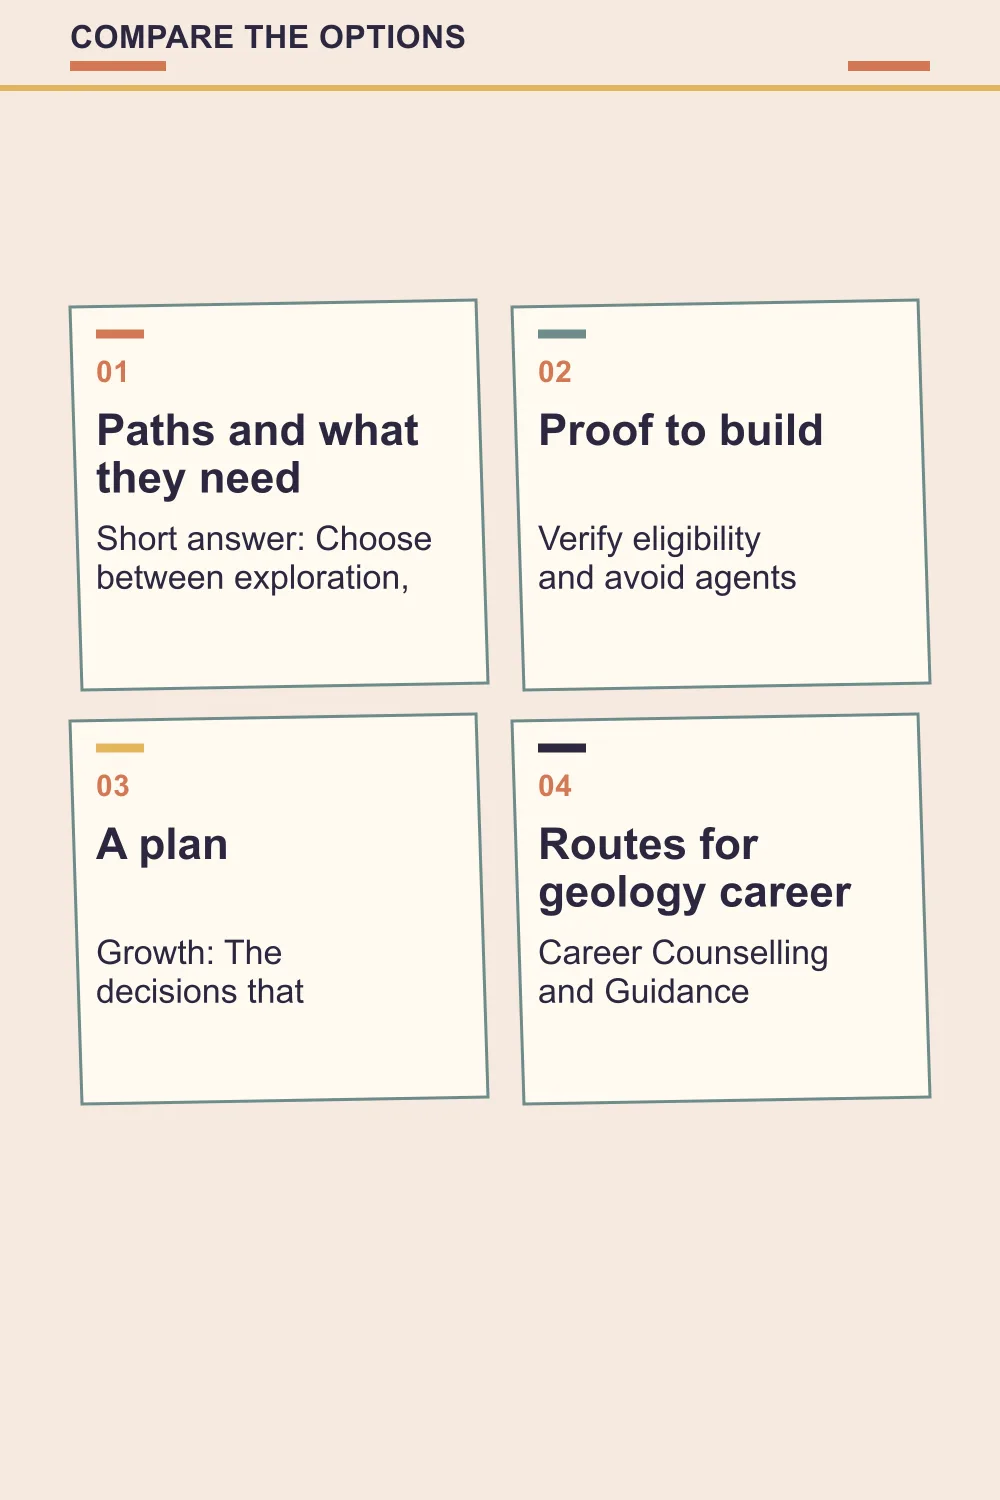 COMPARE THE OPTIONS
01
Paths and what
they need
Short answer: Choose
between exploration,
02
Proof to build
Verify eligibility
and avoid agents
03
A plan
Growth: The
decisions that
04
Routes for
geology career
Career Counselling
and Guidance